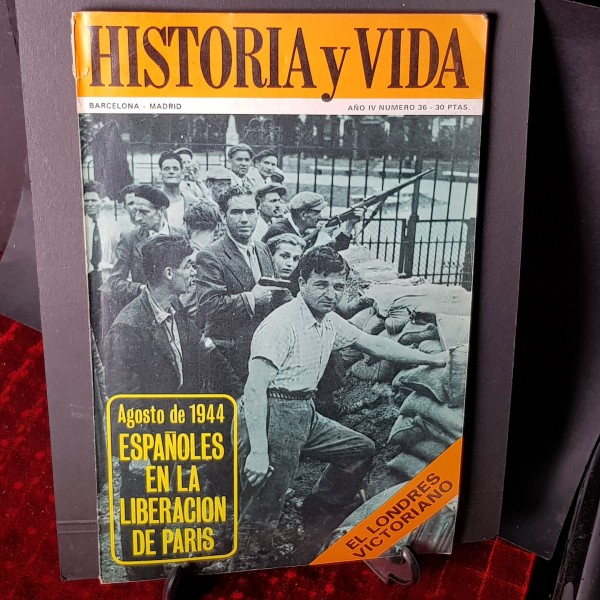 HISTORIA y VIDA
BARCELONA - MADRID AÑO IV NUMERO 36 - 30 PTAS.
Agosto de 1944
ESPAÑOLES
EN LA
LIBERACION
DE PARIS
EL LONDRES
VICTORIANO